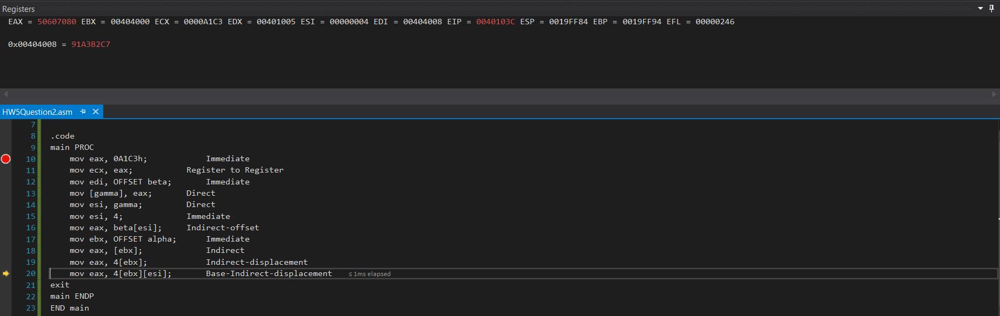 Registers
EAX = 50607080 EBX = 00404000 ECX = 0000A1C3 EDX = 00401005 ESI = 00000004 EDI = 00404008 EIP = 0040103C ESP = 0019FF84 EBP = 0019FF94 EFL = 00000246
0x00404008 = 91A3B2C7
HW5Question2.asm
7
8 .code
9 main PROC
10 mov eax, 0A1C3h; Immediate
11 mov ecx, eax; Register to Register
12 mov edi, OFFSET beta; Immediate
13 mov [gamma], eax; Direct
14 mov esi, gamma; Direct
15 mov esi, 4; Immediate
16 mov eax, beta[esi]; Indirect-offset
17 mov ebx, OFFSET alpha; Immediate
18 mov eax, [ebx]; Indirect
19 mov eax, 4[ebx]; Indirect-displacement
20 mov eax, 4[ebx][esi]; Base-Indirect-displacement ≤1ms elapsed
21 exit
22 main ENDP
23 END main